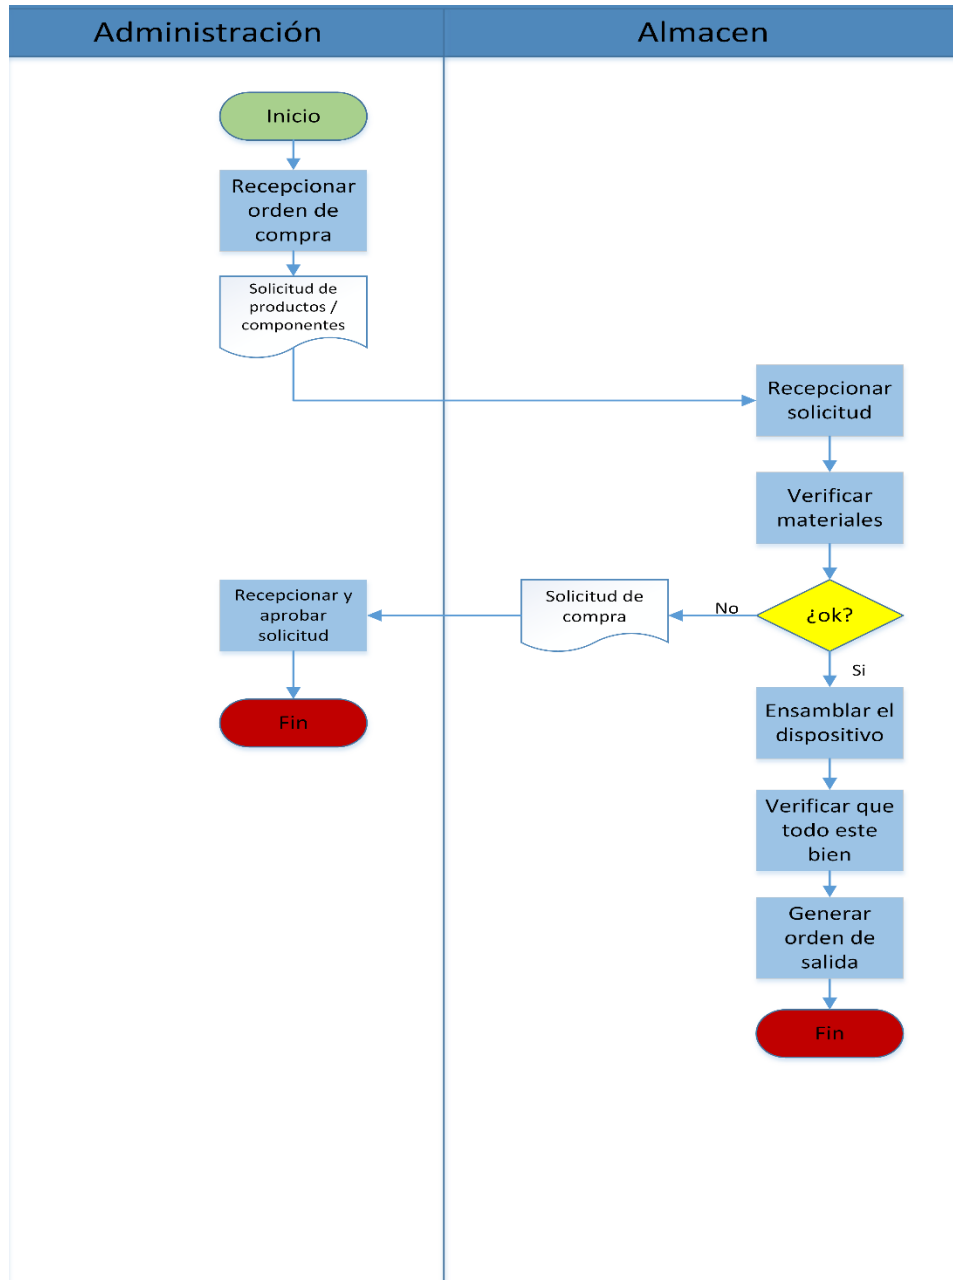 Administración
Almacen
Inicio
Recepcionar
orden de
compra
Solicitud de
productos /
componentes
Recepcionar
solicitud
Verificar
materiales
¿ok?
No
Solicitud de
compra
Recepcionar y
aprobar
solicitud
Fin
Si
Ensamblar el
dispositivo
Verificar que
todo este
bien
Generar
orden de
salida
Fin